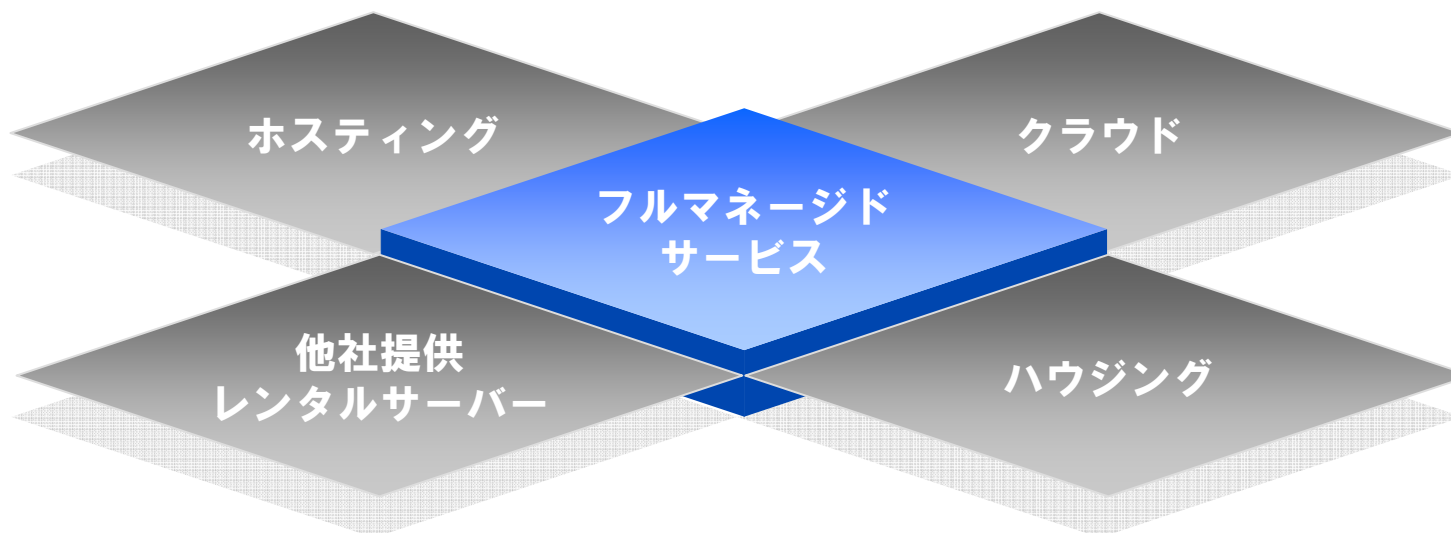 ホスティング
クラウド
フルマネージド
サービス
他社提供
レンタルサーバー
ハウジング